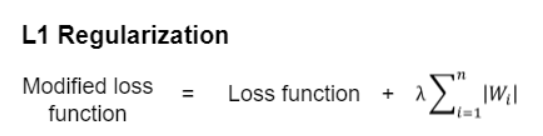 L1 Regularization
Modified loss function = Loss function + λ∑ⁿᵢ₌₁|Wᵢ|